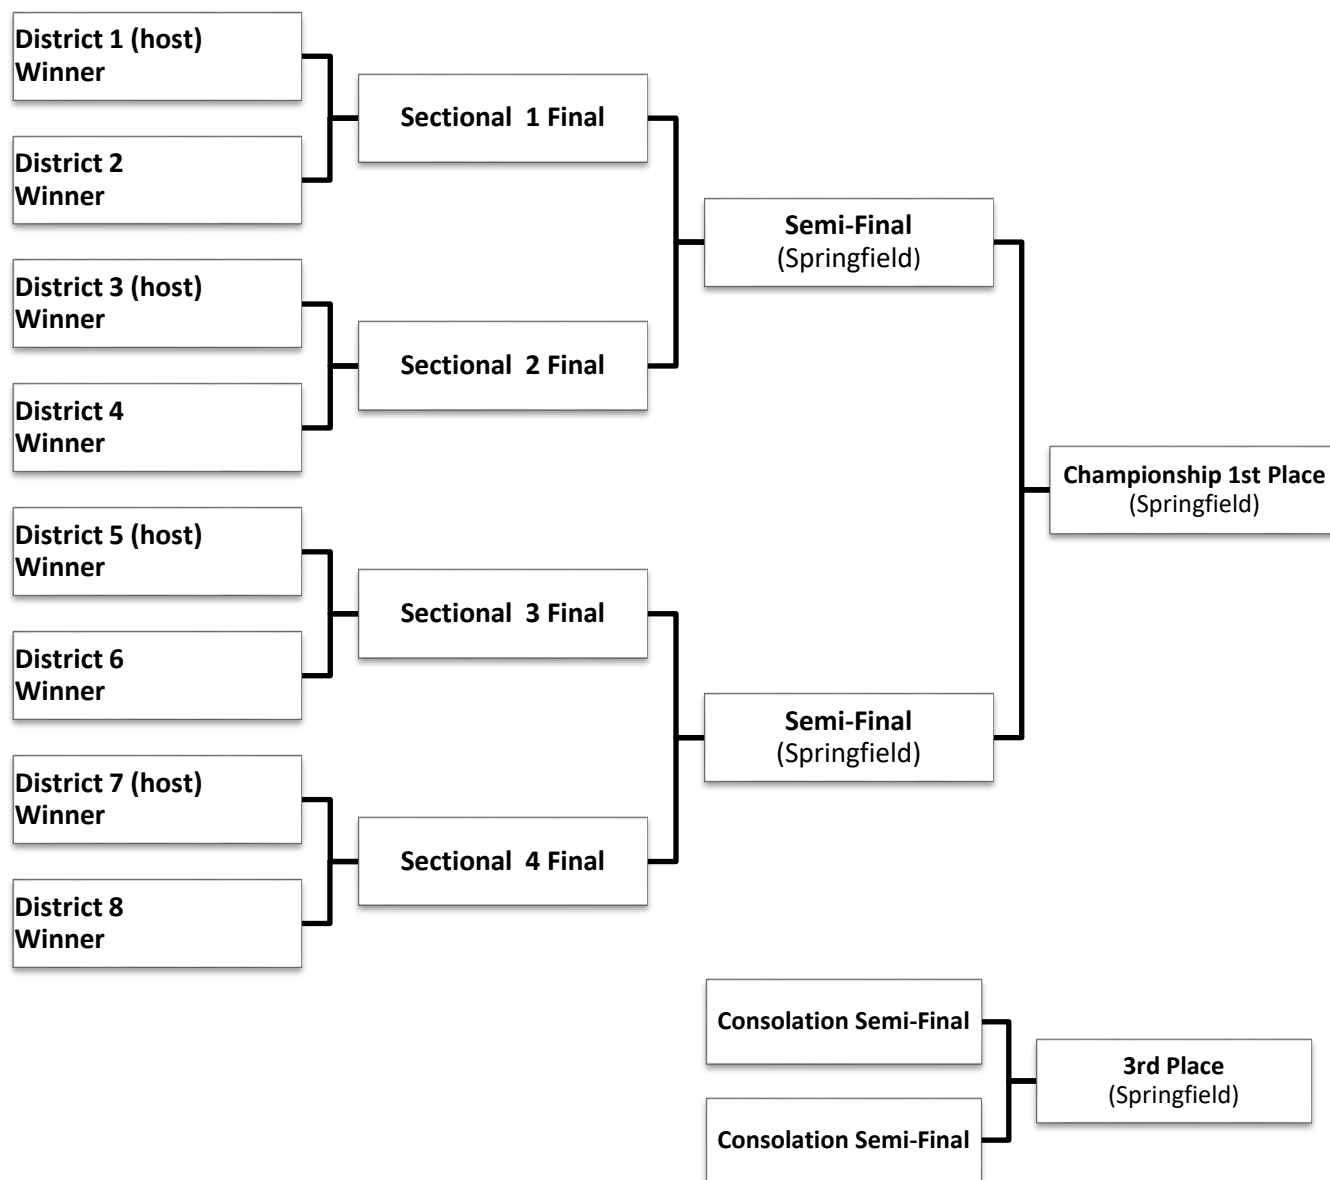 District 1 (host)
Winner
District 2
Winner
District 3 (host)
Winner
District 4
Winner
District 5 (host)
Winner
District 6
Winner
District 7 (host)
Winner
District 8
Winner
Sectional  1 Final
Sectional  2 Final
Sectional  3 Final
Sectional  4 Final
Semi-Final
(Springfield)
Semi-Final
(Springfield)
Championship 1st Place
(Springfield)
Consolation Semi-Final
Consolation Semi-Final
3rd Place
(Springfield)